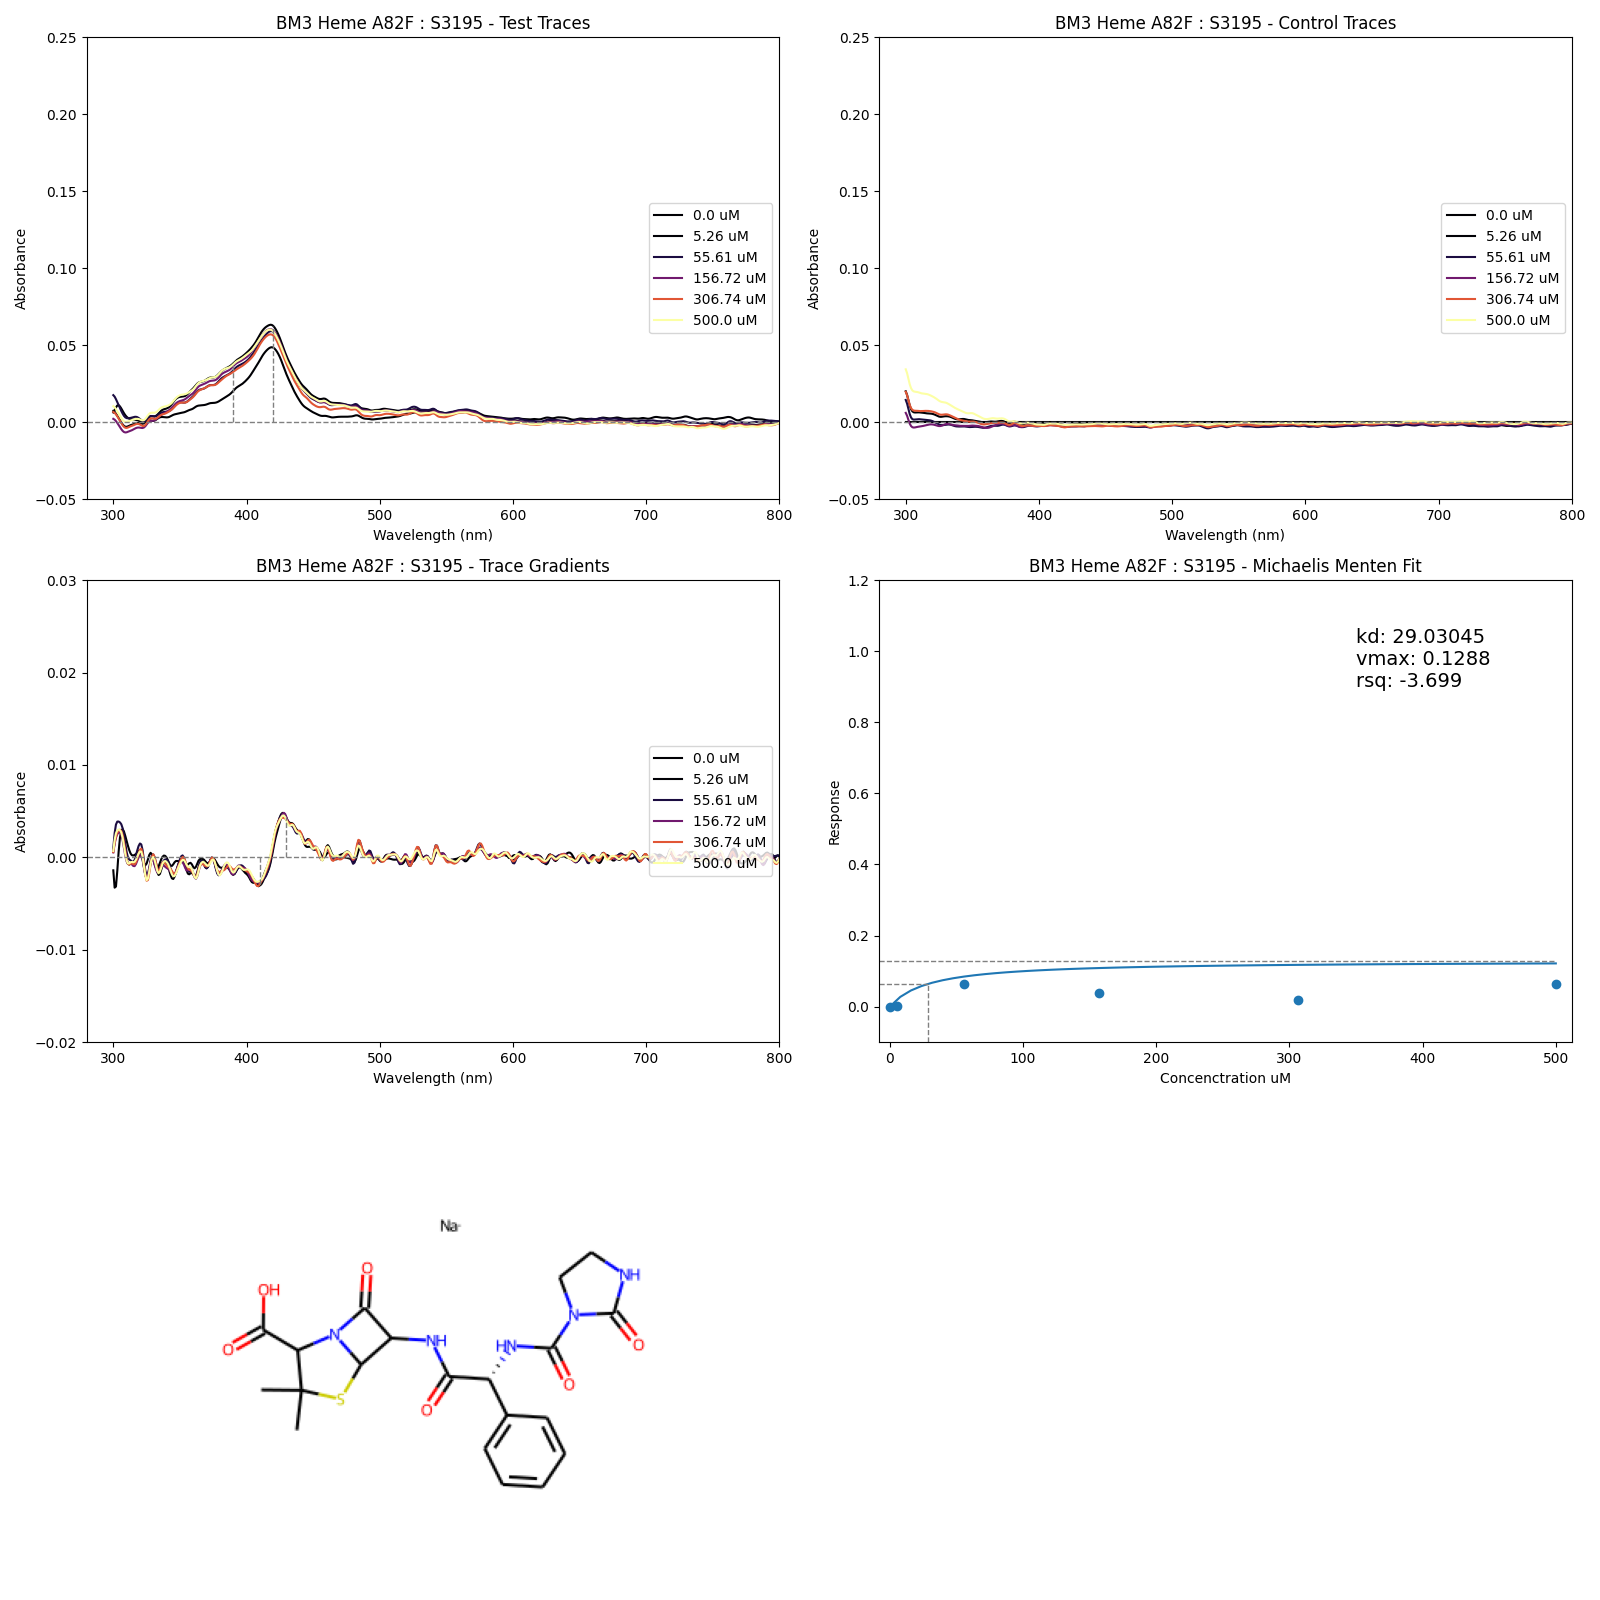 BM3 Heme A82F : S3195 - Test Traces
0.25
0.20
0.15
0.10
0.05
0.00
−0.05
Absorbance
300
400
500
600
700
800
Wavelength (nm)
0.0 uM
5.26 uM
55.61 uM
156.72 uM
306.74 uM
500.0 uM
BM3 Heme A82F : S3195 - Control Traces
0.25
0.20
0.15
0.10
0.05
0.00
−0.05
Absorbance
300
400
500
600
700
800
Wavelength (nm)
0.0 uM
5.26 uM
55.61 uM
156.72 uM
306.74 uM
500.0 uM
BM3 Heme A82F : S3195 - Trace Gradients
0.03
0.02
0.01
0.00
−0.01
−0.02
Absorbance
300
400
500
600
700
800
Wavelength (nm)
0.0 uM
5.26 uM
55.61 uM
156.72 uM
306.74 uM
500.0 uM
BM3 Heme A82F : S3195 - Michaelis Menten Fit
1.2
1.0
0.8
0.6
0.4
0.2
0.0
Response
kd: 29.03045
vmax: 0.1288
rsq: -3.699
0
100
200
300
400
500
Concenctration uM
Na
O
OH
NH
N
N
NH
HN
O
O
O
S
O
O